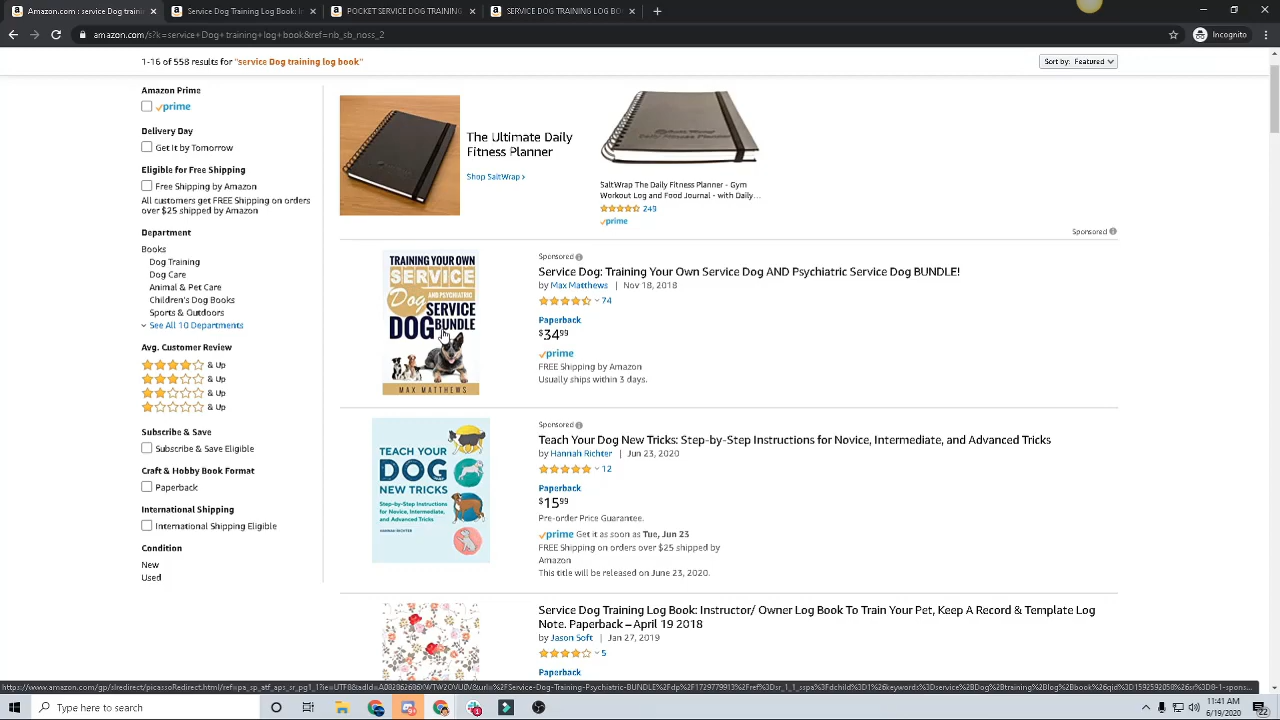 Amazon.com : service Dog train
Service Dog Training Log Book: I
POCKET SERVICE DOG TRAINING
SERVICE DOG TRAINING LOG BO
amazon.com/s?k=service+Dog+training+log+book&ref=nb_sb_noss_2
Incognito
1-16 of 558 results for "service Dog training log book"
Sort by: Featured
Amazon Prime
prime
Delivery Day
Get It by Tomorrow
Eligible for Free Shipping
Free Shipping by Amazon
All customers get FREE Shipping on orders
over $25 shipped by Amazon
Department
Books
Dog Training
Dog Care
Animal & Pet Care
Children's Dog Books
Sports & Outdoors
See All 10 Departments
Avg. Customer Review
& Up
& Up
& Up
& Up
Subscribe & Save
Subscribe & Save Eligible
Craft & Hobby Book Format
Paperback
International Shipping
International Shipping Eligible
Condition
New
Used
The Ultimate Daily
Fitness Planner
Shop SaltWrap ›
SaltWrap The Daily Fitness Planner - Gym
Workout Log and Food Journal - with Daily…
249
prime
Sponsored
TRAINING YOUR OWN
SERVICE
Dog AND PSYCHIATRIC
SERVICE
DOG BUNDLE
MAX MATTHEWS
Sponsored
Service Dog: Training Your Own Service Dog AND Psychiatric Service Dog BUNDLE!
by Max Matthews | Nov 18, 2018
74
Paperback
$34 99
prime
FREE Shipping by Amazon
Usually ships within 3 days.
TEACH YOUR
DOG
NEW TRICKS
Step-by-Step Instructions
for Novice, Intermediate,
and Advanced Tricks
HANNAH RICHTER
Sponsored
Teach Your Dog New Tricks: Step-by-Step Instructions for Novice, Intermediate, and Advanced Tricks
by Hannah Richter | Jun 23, 2020
12
Paperback
$15 99
Pre-order Price Guarantee.
prime Get it as soon as Tue, Jun 23
FREE Shipping on orders over $25 shipped by
Amazon
This title will be released on June 23, 2020.
Service Dog Training Log Book: Instructor/ Owner Log Book To Train Your Pet, Keep A Record & Template Log
Note. Paperback – April 19 2018
by Jason Soft | Jan 27, 2019
5
Paperback
Type here to search
11:41 AM
6/19/2020
22